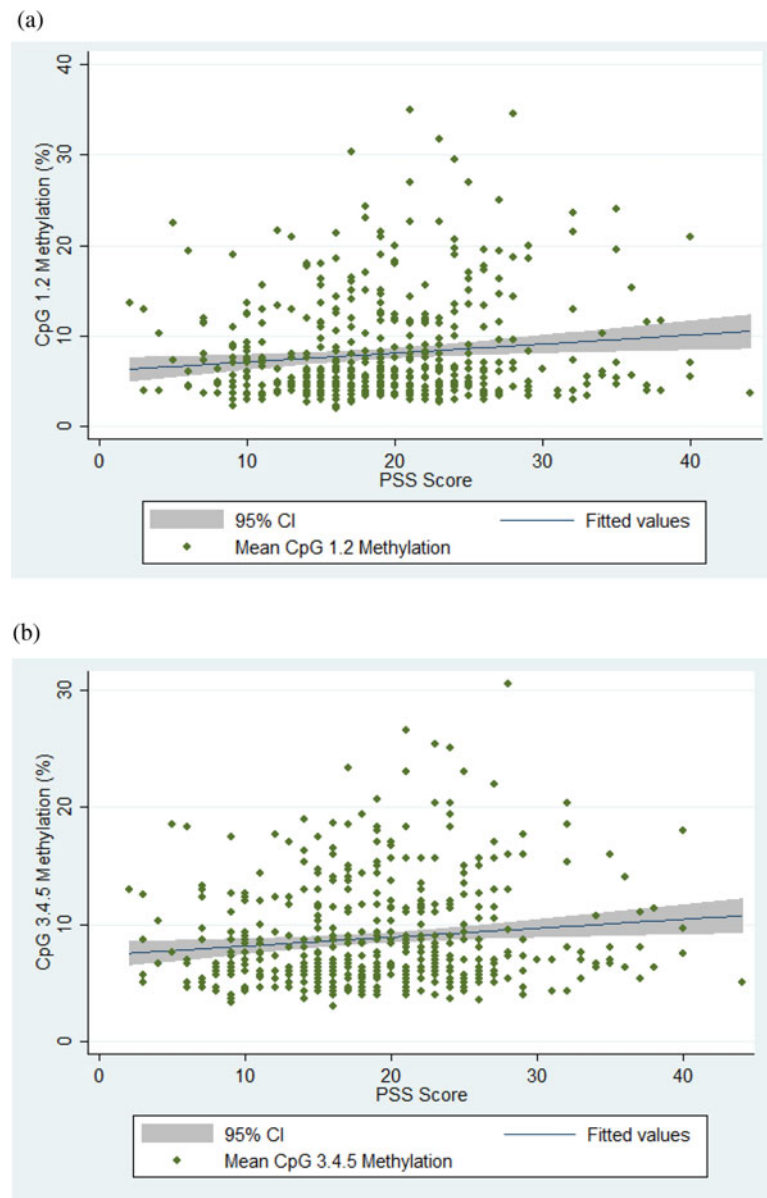 (a)
CpG 1.2 Methylation (%)
40
30
20
10
0
0 10 20 30 40
PSS Score
95% CI Fitted values
Mean CpG 1.2 Methylation
(b)
CpG 3.4.5 Methylation (%)
30
20
10
0
0 10 20 30 40
PSS Score
95% CI Fitted values
Mean CpG 3.4.5 Methylation